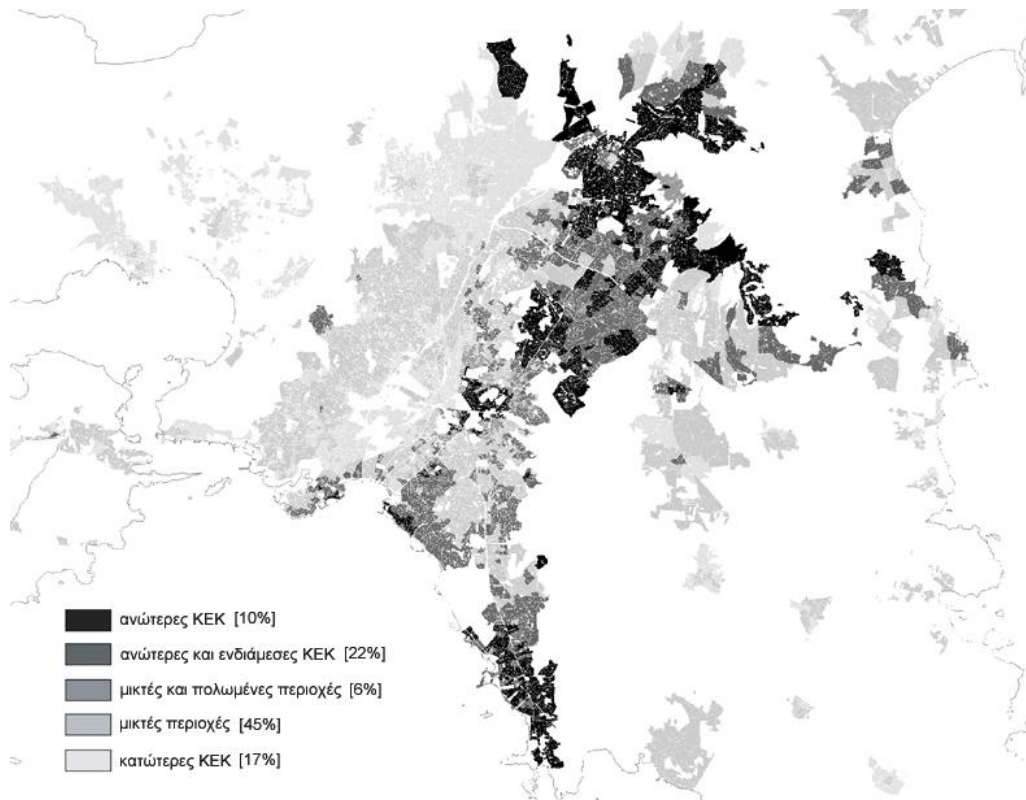 ανώτερες ΚΕΚ [10%]
ανώτερες και ενδιάμεσες ΚΕΚ [22%]
μικτές και πολωμένες περιοχές [6%]
μικτές περιοχές [45%]
κατώτερες ΚΕΚ [17%]